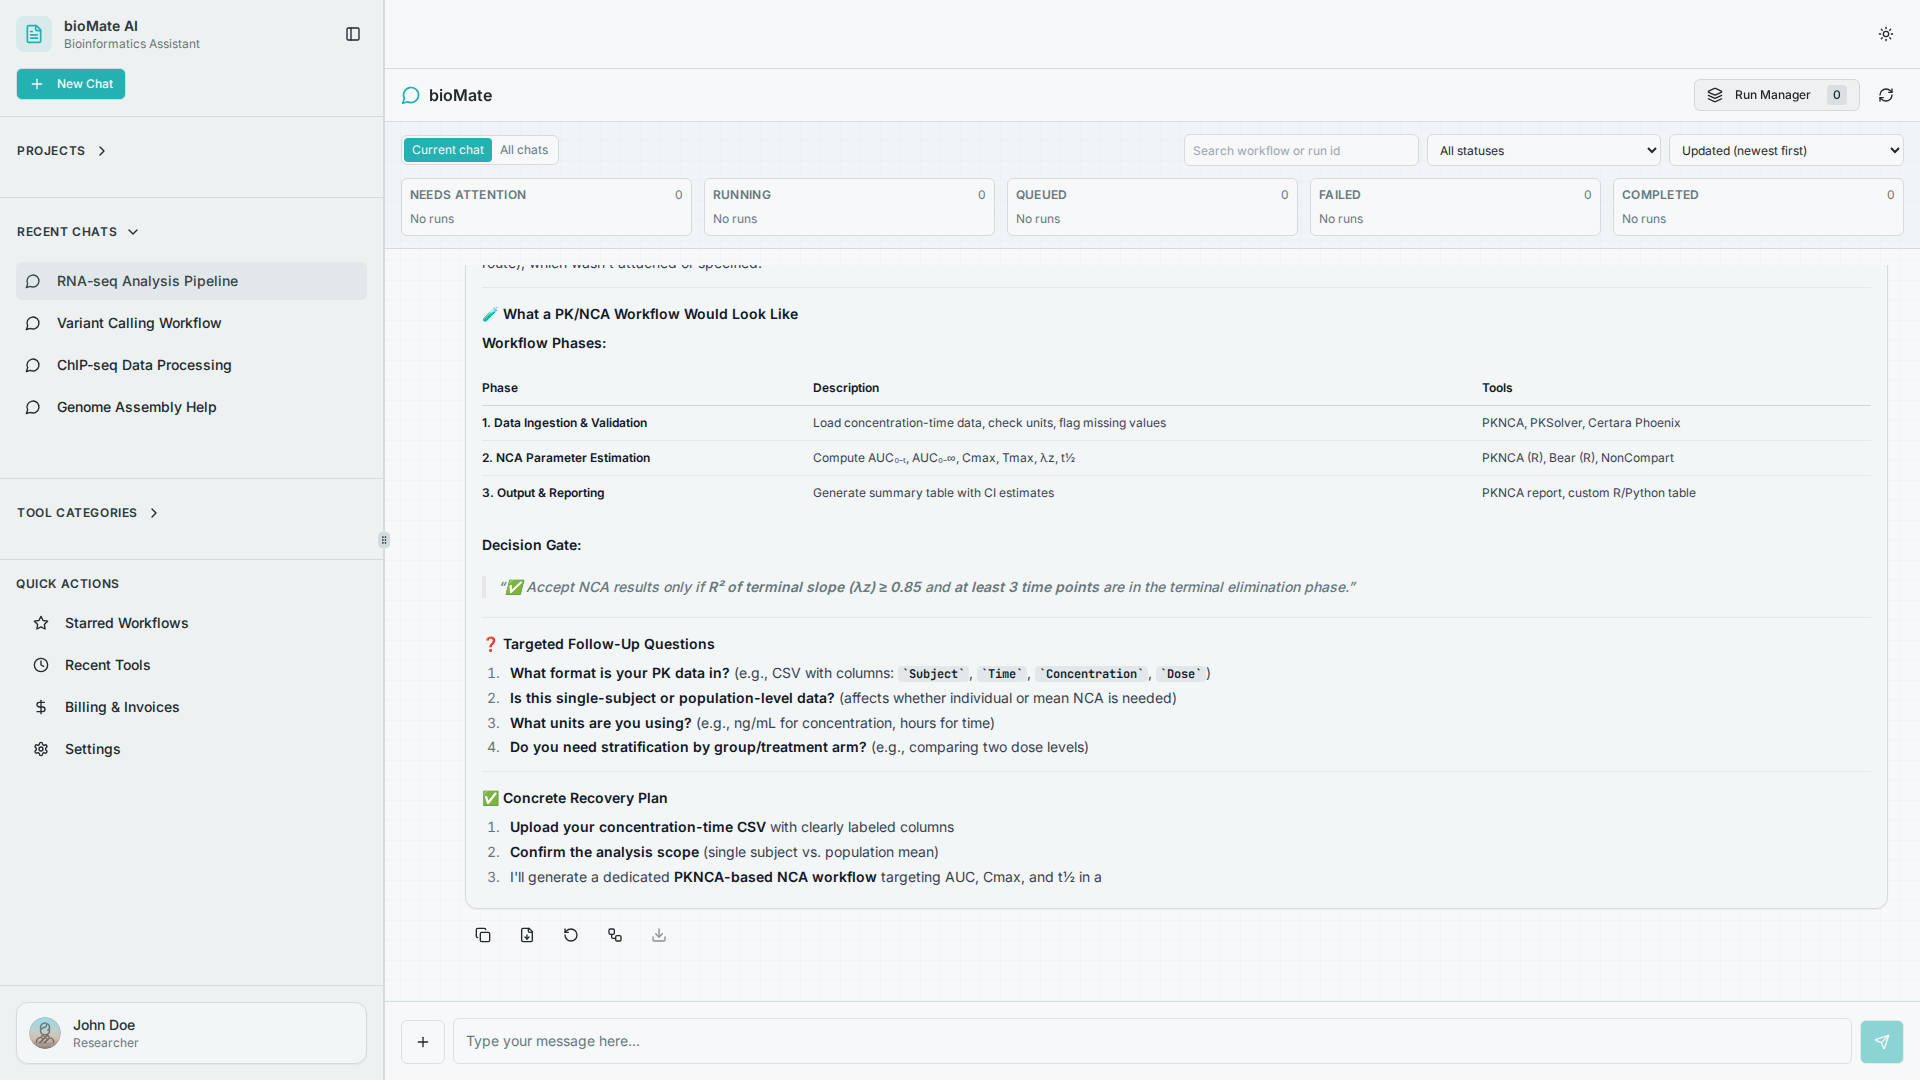 bioMate AI
Bioinformatics Assistant
New Chat
PROJECTS
RECENT CHATS
RNA-seq Analysis Pipeline
Variant Calling Workflow
ChIP-seq Data Processing
Genome Assembly Help
TOOL CATEGORIES
QUICK ACTIONS
Starred Workflows
Recent Tools
Billing & Invoices
Settings
John Doe
Researcher
bioMate
Run Manager 0
Current chat All chats
Search workflow or run id
All statuses
Updated (newest first)
NEEDS ATTENTION 0
No runs
RUNNING 0
No runs
QUEUED 0
No runs
FAILED 0
No runs
COMPLETED 0
No runs
route), which wasn't attached or specified.
🧪 What a PK/NCA Workflow Would Look Like
Workflow Phases:
Phase Description Tools
1. Data Ingestion & Validation Load concentration-time data, check units, flag missing values PKNCA, PKSolver, Certara Phoenix
2. NCA Parameter Estimation Compute AUC₀₋ₜ, AUC₀₋∞, Cmax, Tmax, λz, t½ PKNCA (R), Bear (R), NonCompart
3. Output & Reporting Generate summary table with CI estimates PKNCA report, custom R/Python table
Decision Gate:
“✅ Accept NCA results only if R² of terminal slope (λz) ≥ 0.85 and at least 3 time points are in the terminal elimination phase.”
❓ Targeted Follow-Up Questions
1. What format is your PK data in? (e.g., CSV with columns: `Subject`, `Time`, `Concentration`, `Dose`)
2. Is this single-subject or population-level data? (affects whether individual or mean NCA is needed)
3. What units are you using? (e.g., ng/mL for concentration, hours for time)
4. Do you need stratification by group/treatment arm? (e.g., comparing two dose levels)
✅ Concrete Recovery Plan
1. Upload your concentration-time CSV with clearly labeled columns
2. Confirm the analysis scope (single subject vs. population mean)
3. I'll generate a dedicated PKNCA-based NCA workflow targeting AUC, Cmax, and t½ in a
Type your message here...